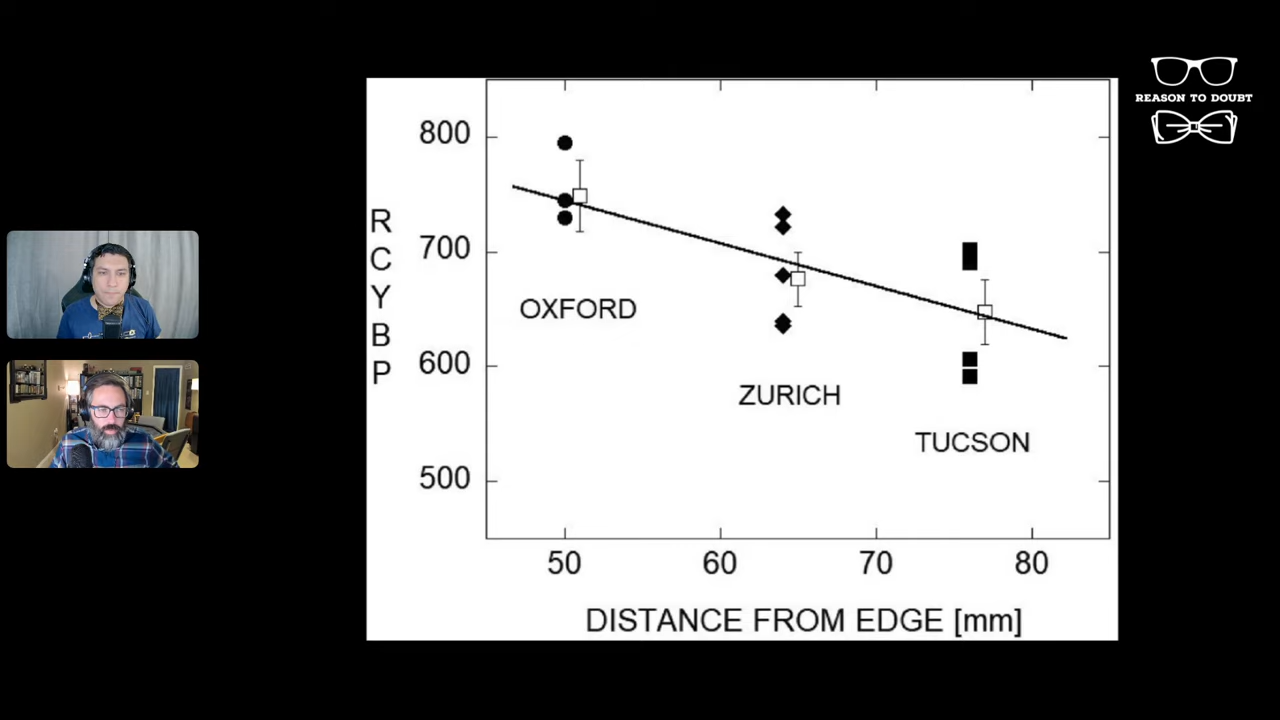 REASON TO DOUBT
800
700
600
500
R
C
Y
B
P
OXFORD
ZURICH
TUCSON
50 60 70 80
DISTANCE FROM EDGE [mm]